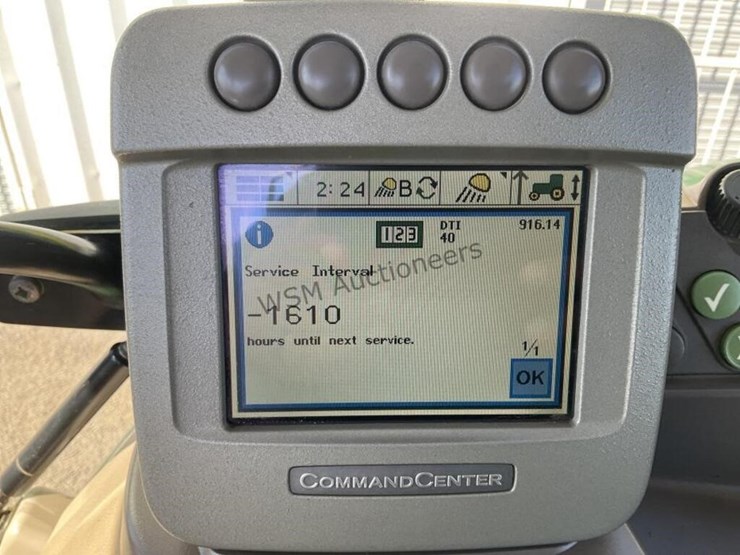 2:24 B
123 DTI 916.14
40
Service Interval
WSM Auctioneers
-1610
hours until next service.
1/1
OK
COMMANDCENTER